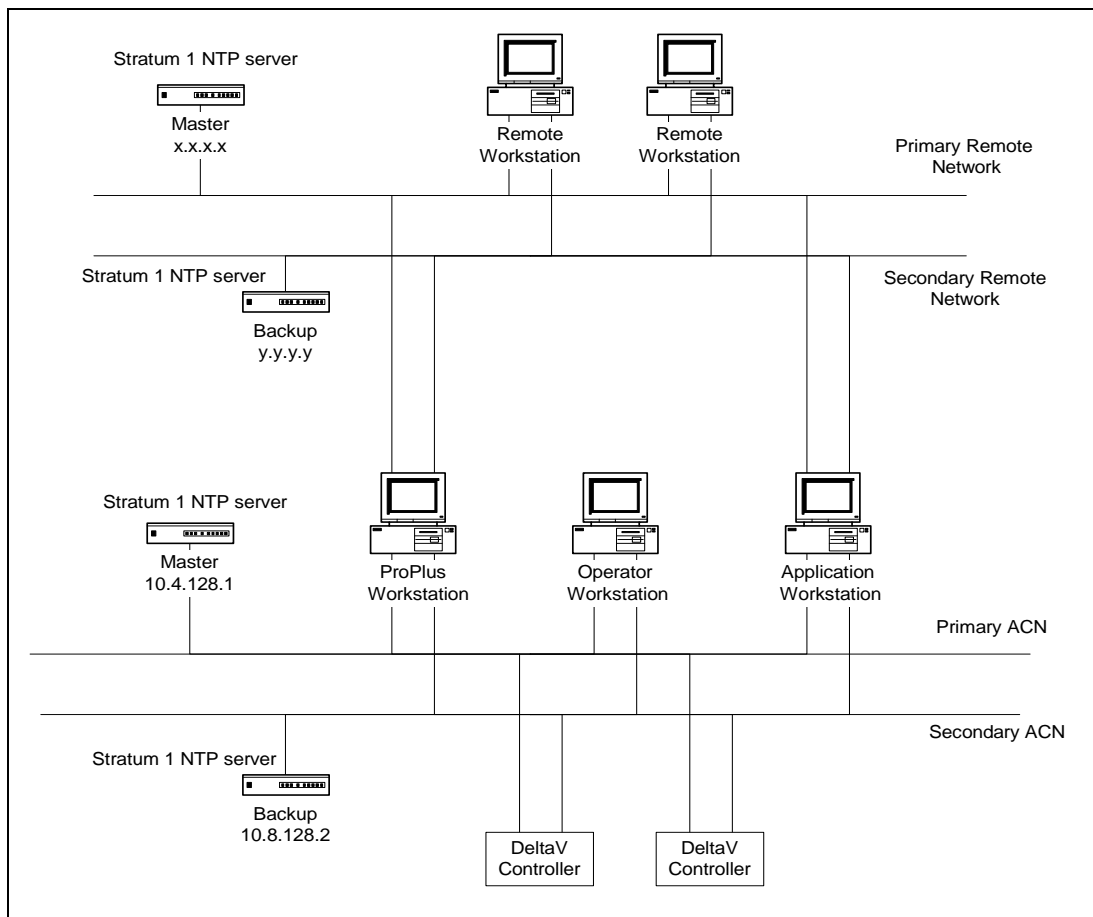 Stratum 1 NTP server
Master
x.x.x.x
Remote
Workstation
Remote
Workstation
Primary Remote
Network
Stratum 1 NTP server
Backup
y.y.y.y
Secondary Remote
Network
Stratum 1 NTP server
Master
10.4.128.1
ProPlus
Workstation
Operator
Workstation
Application
Workstation
Primary ACN
Secondary ACN
Stratum 1 NTP server
Backup
10.8.128.2
DeltaV
Controller
DeltaV
Controller